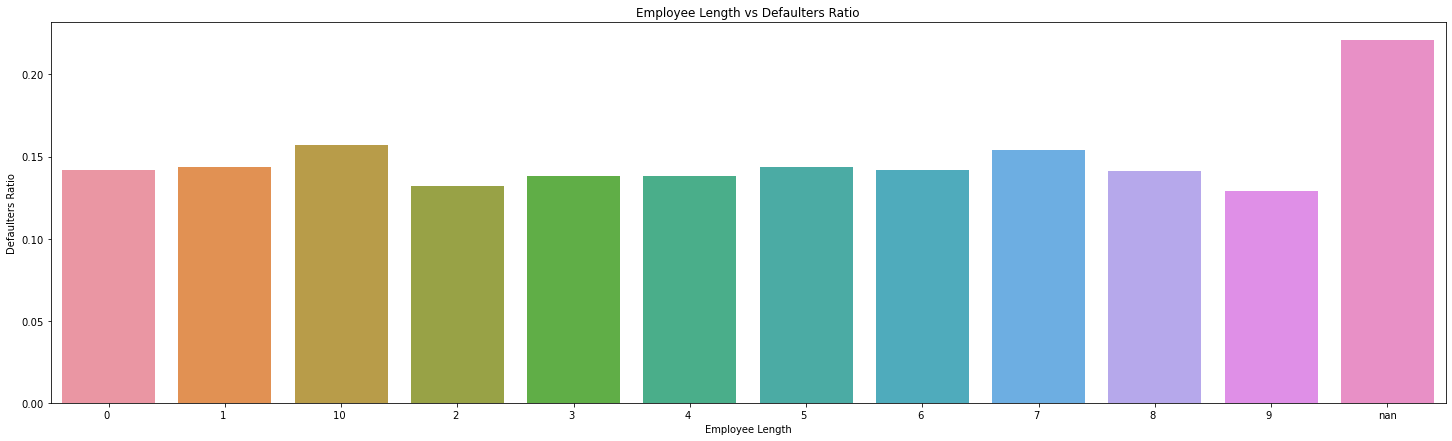 Employee Length vs Defaulters Ratio
Defaulters Ratio
0.20
0.15
0.10
0.05
0.00
0 1 10 2 3 4 5 6 7 8 9 nan
Employee Length